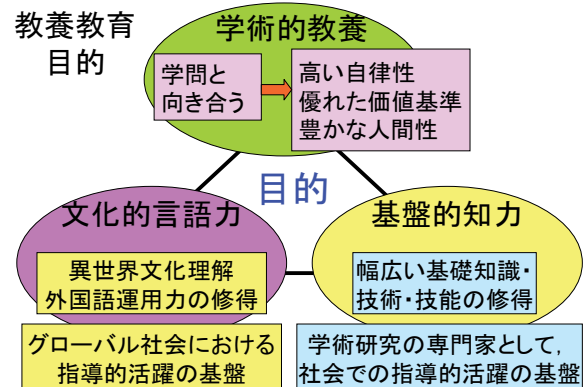 教養教育
目的
学術的教養
学問と
向き合う
高い自律性
優れた価値基準
豊かな人間性
目的
文化的言語力
異世界文化理解
外国語運用力の修得
グローバル社会における
指導的活躍の基盤
基盤的知力
幅広い基礎知識・
技術・技能の修得
学術研究の専門家として,
社会での指導的活躍の基盤